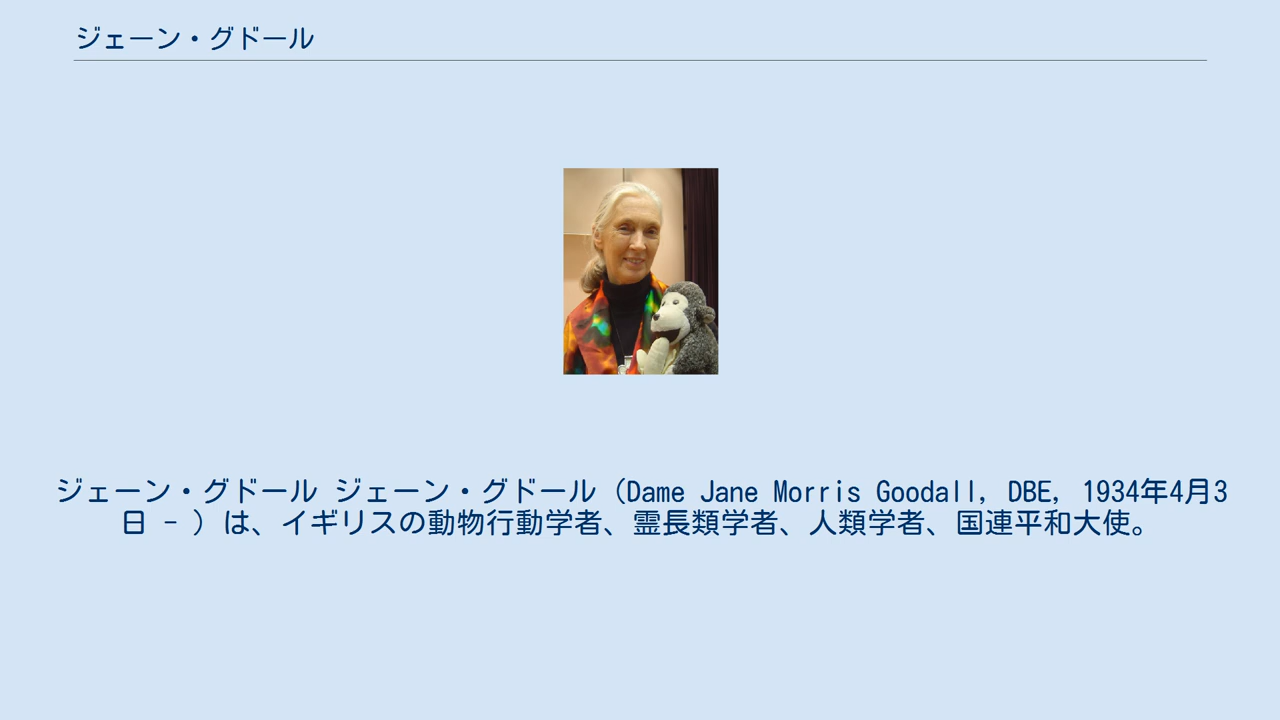 ジェーン・グドール
ジェーン・グドール ジェーン・グドール（Dame Jane Morris Goodall, DBE, 1934年4月3
日 - ）は、イギリスの動物行動学者、霊長類学者、人類学者、国連平和大使。